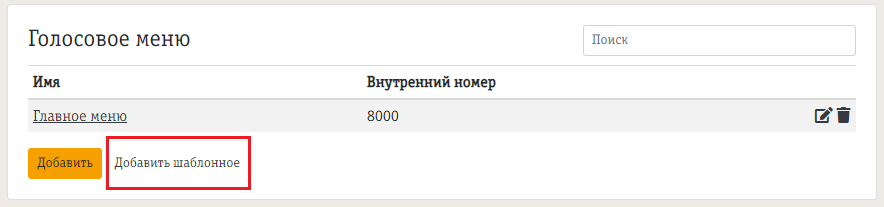 Голосовое меню
Поиск
Имя Внутренний номер
Главное меню 8000
Добавить Добавить шаблонное